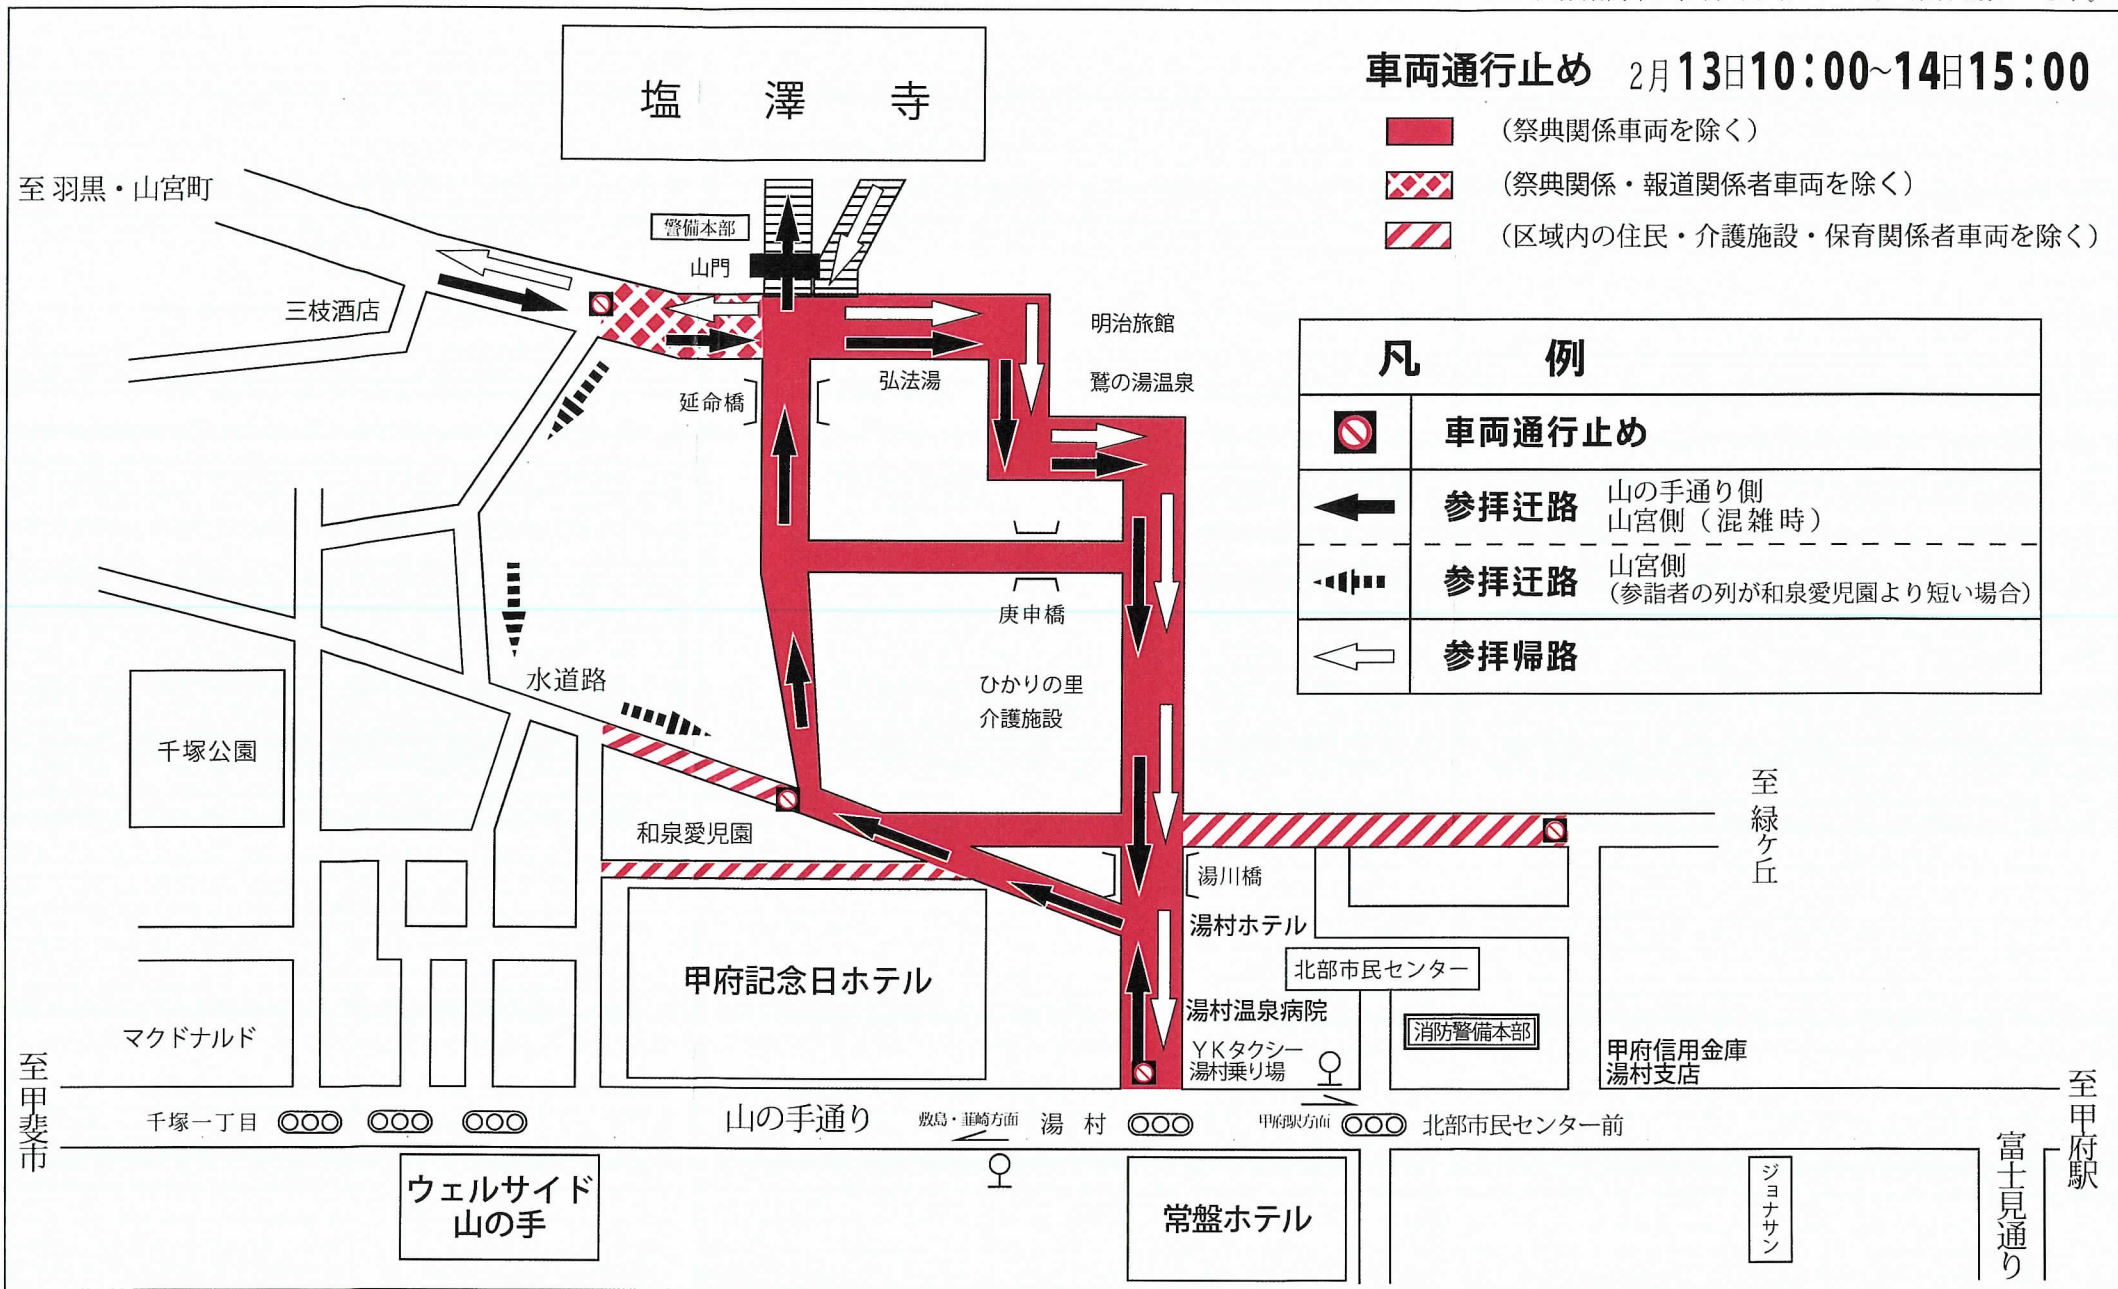 車両通行止め 2月13日10:00~14日15:00
(祭典関係車両を除く)
(祭典関係・報道関係者車両を除く)
(区域内の住民・介護施設・保育関係者車両を除く)
塩澤寺
至 羽黒・山宮町
警備本部
山門
三枝酒店
延命橋
弘法湯
明治旅館
鷲の湯温泉
凡例
車両通行止め
参拝迂路 山の手通り側
山宮側(混雑時)
参拝迂路 山宮側
(参詣者の列が和泉愛児園より短い場合)
参拝帰路
庚申橋
水道路
ひかりの里
介護施設
千塚公園
和泉愛児園
至 緑ヶ丘
湯川橋
湯村ホテル
北部市民センター
甲府記念日ホテル
湯村温泉病院
消防警備本部
マクドナルド
YKタクシー
湯村乗り場
甲府信用金庫
湯村支店
至甲斐市
至甲府駅
千塚一丁目
山の手通り
敷島・韮崎方面
湯村
甲府駅方面
北部市民センター前
富士見通り
ウェルサイド
山の手
常盤ホテル
ジョナサン